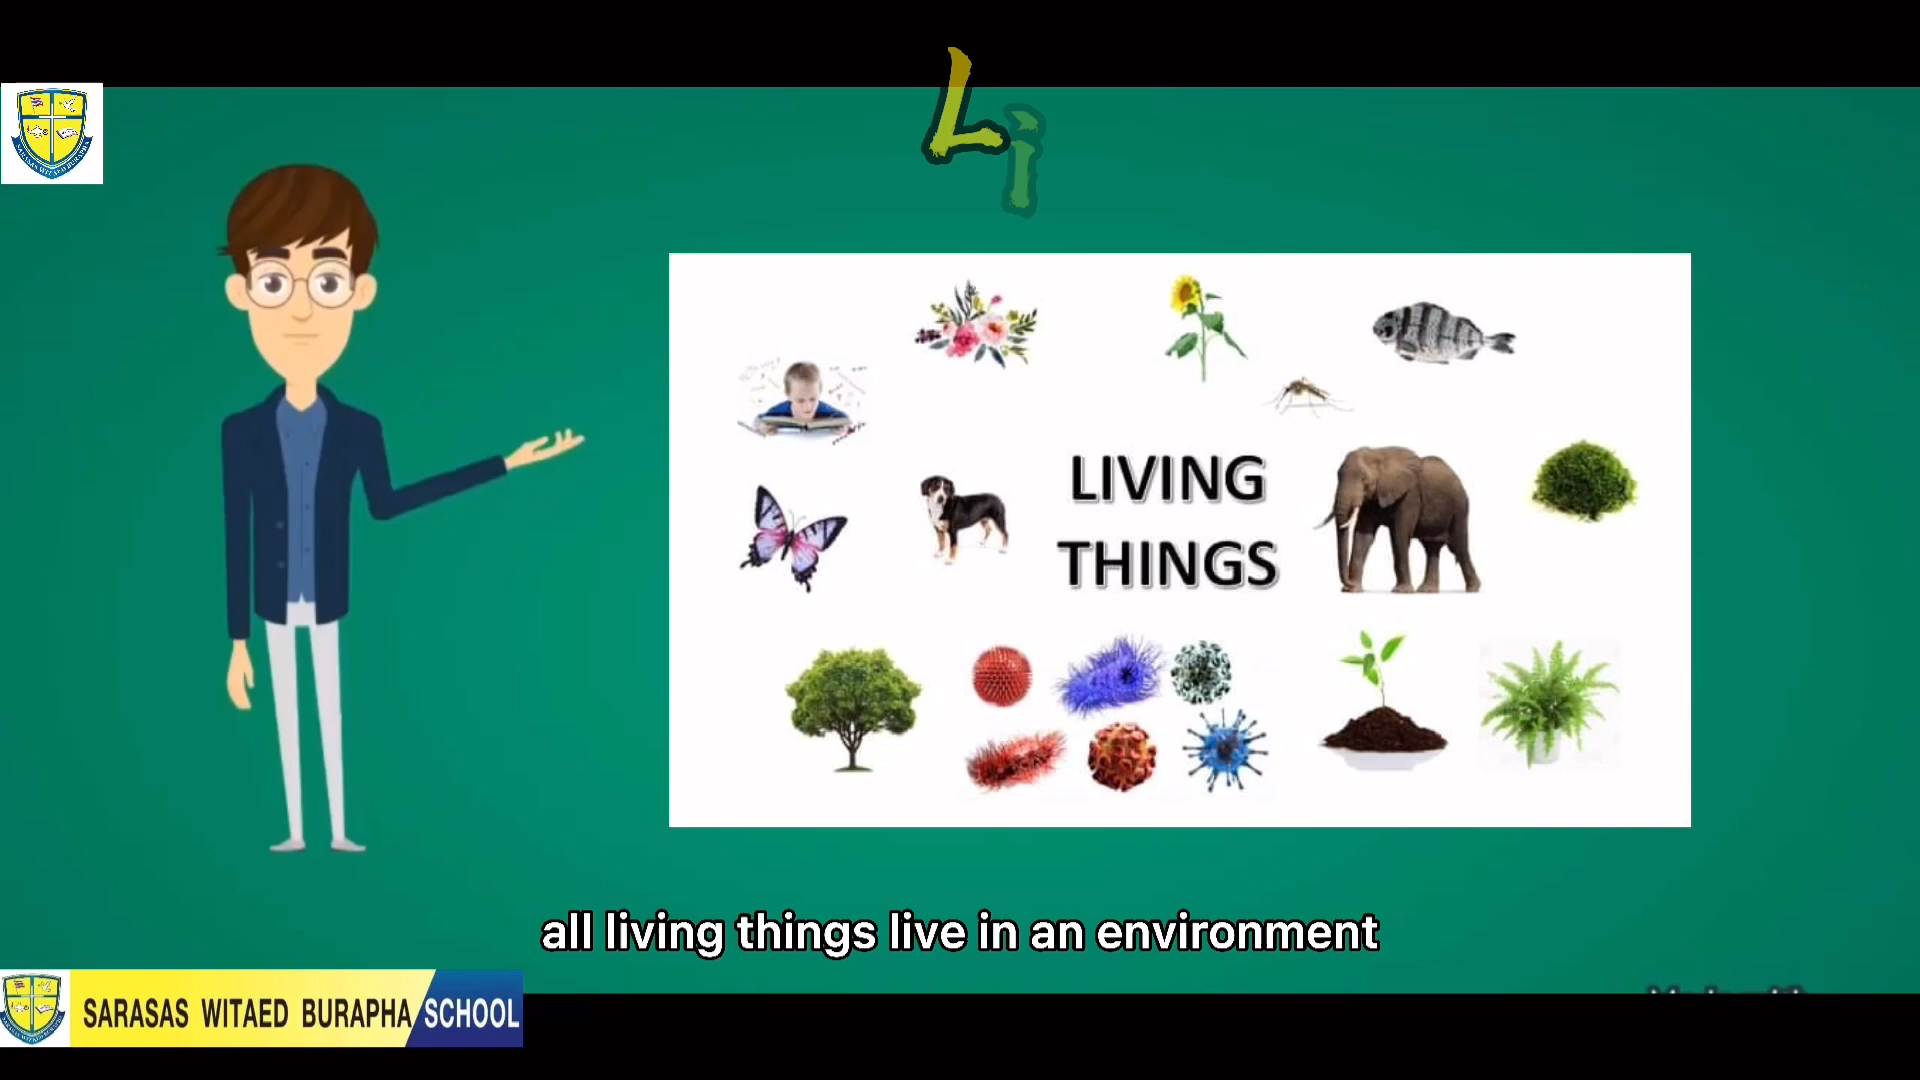 Li
LIVING
THINGS
all living things live in an environment
SARASAS WITAED BURAPHA SCHOOL